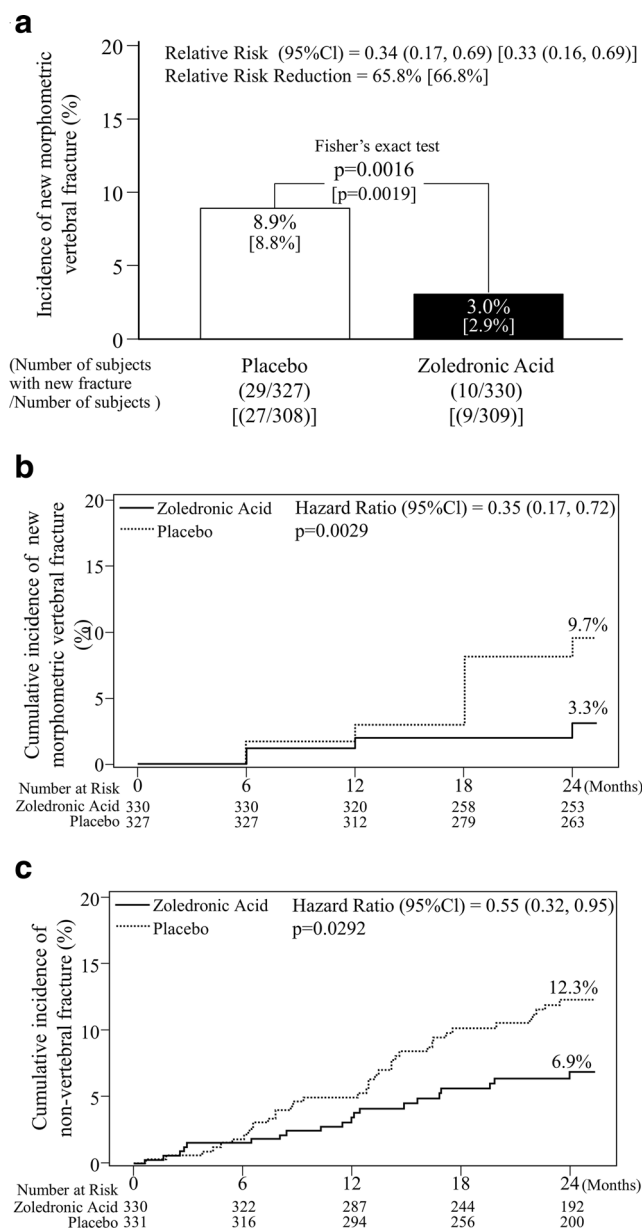 a
Relative Risk (95%Cl) = 0.34 (0.17, 0.69) [0.33 (0.16, 0.69)]
Relative Risk Reduction = 65.8% [66.8%]
Incidence of new morphometric
vertebral fracture (%)
20
15
10
5
0
Fisher's exact test
p=0.0016
[p=0.0019]
8.9%
[8.8%]
3.0%
[2.9%]
(Number of subjects
with new fracture
/Number of subjects )
Placebo
(29/327)
[(27/308)]
Zoledronic Acid
(10/330)
[(9/309)]
b
Cumulative incidence of new
morphometric vertebral fracture
(%)
20
15
10
5
0
Zoledronic Acid
Placebo
Hazard Ratio (95%Cl) = 0.35 (0.17, 0.72)
p=0.0029
9.7%
3.3%
0 6 12 18 24 (Months)
Number at Risk
Zoledronic Acid 330 330 320 258 253
Placebo 327 327 312 279 263
c
Cumulative incidence of
non-vertebral fracture (%)
20
15
10
5
0
Zoledronic Acid
Placebo
Hazard Ratio (95%Cl) = 0.55 (0.32, 0.95)
p=0.0292
12.3%
6.9%
0 6 12 18 24 (Months)
Number at Risk
Zoledronic Acid 330 322 287 244 192
Placebo 331 316 294 256 200